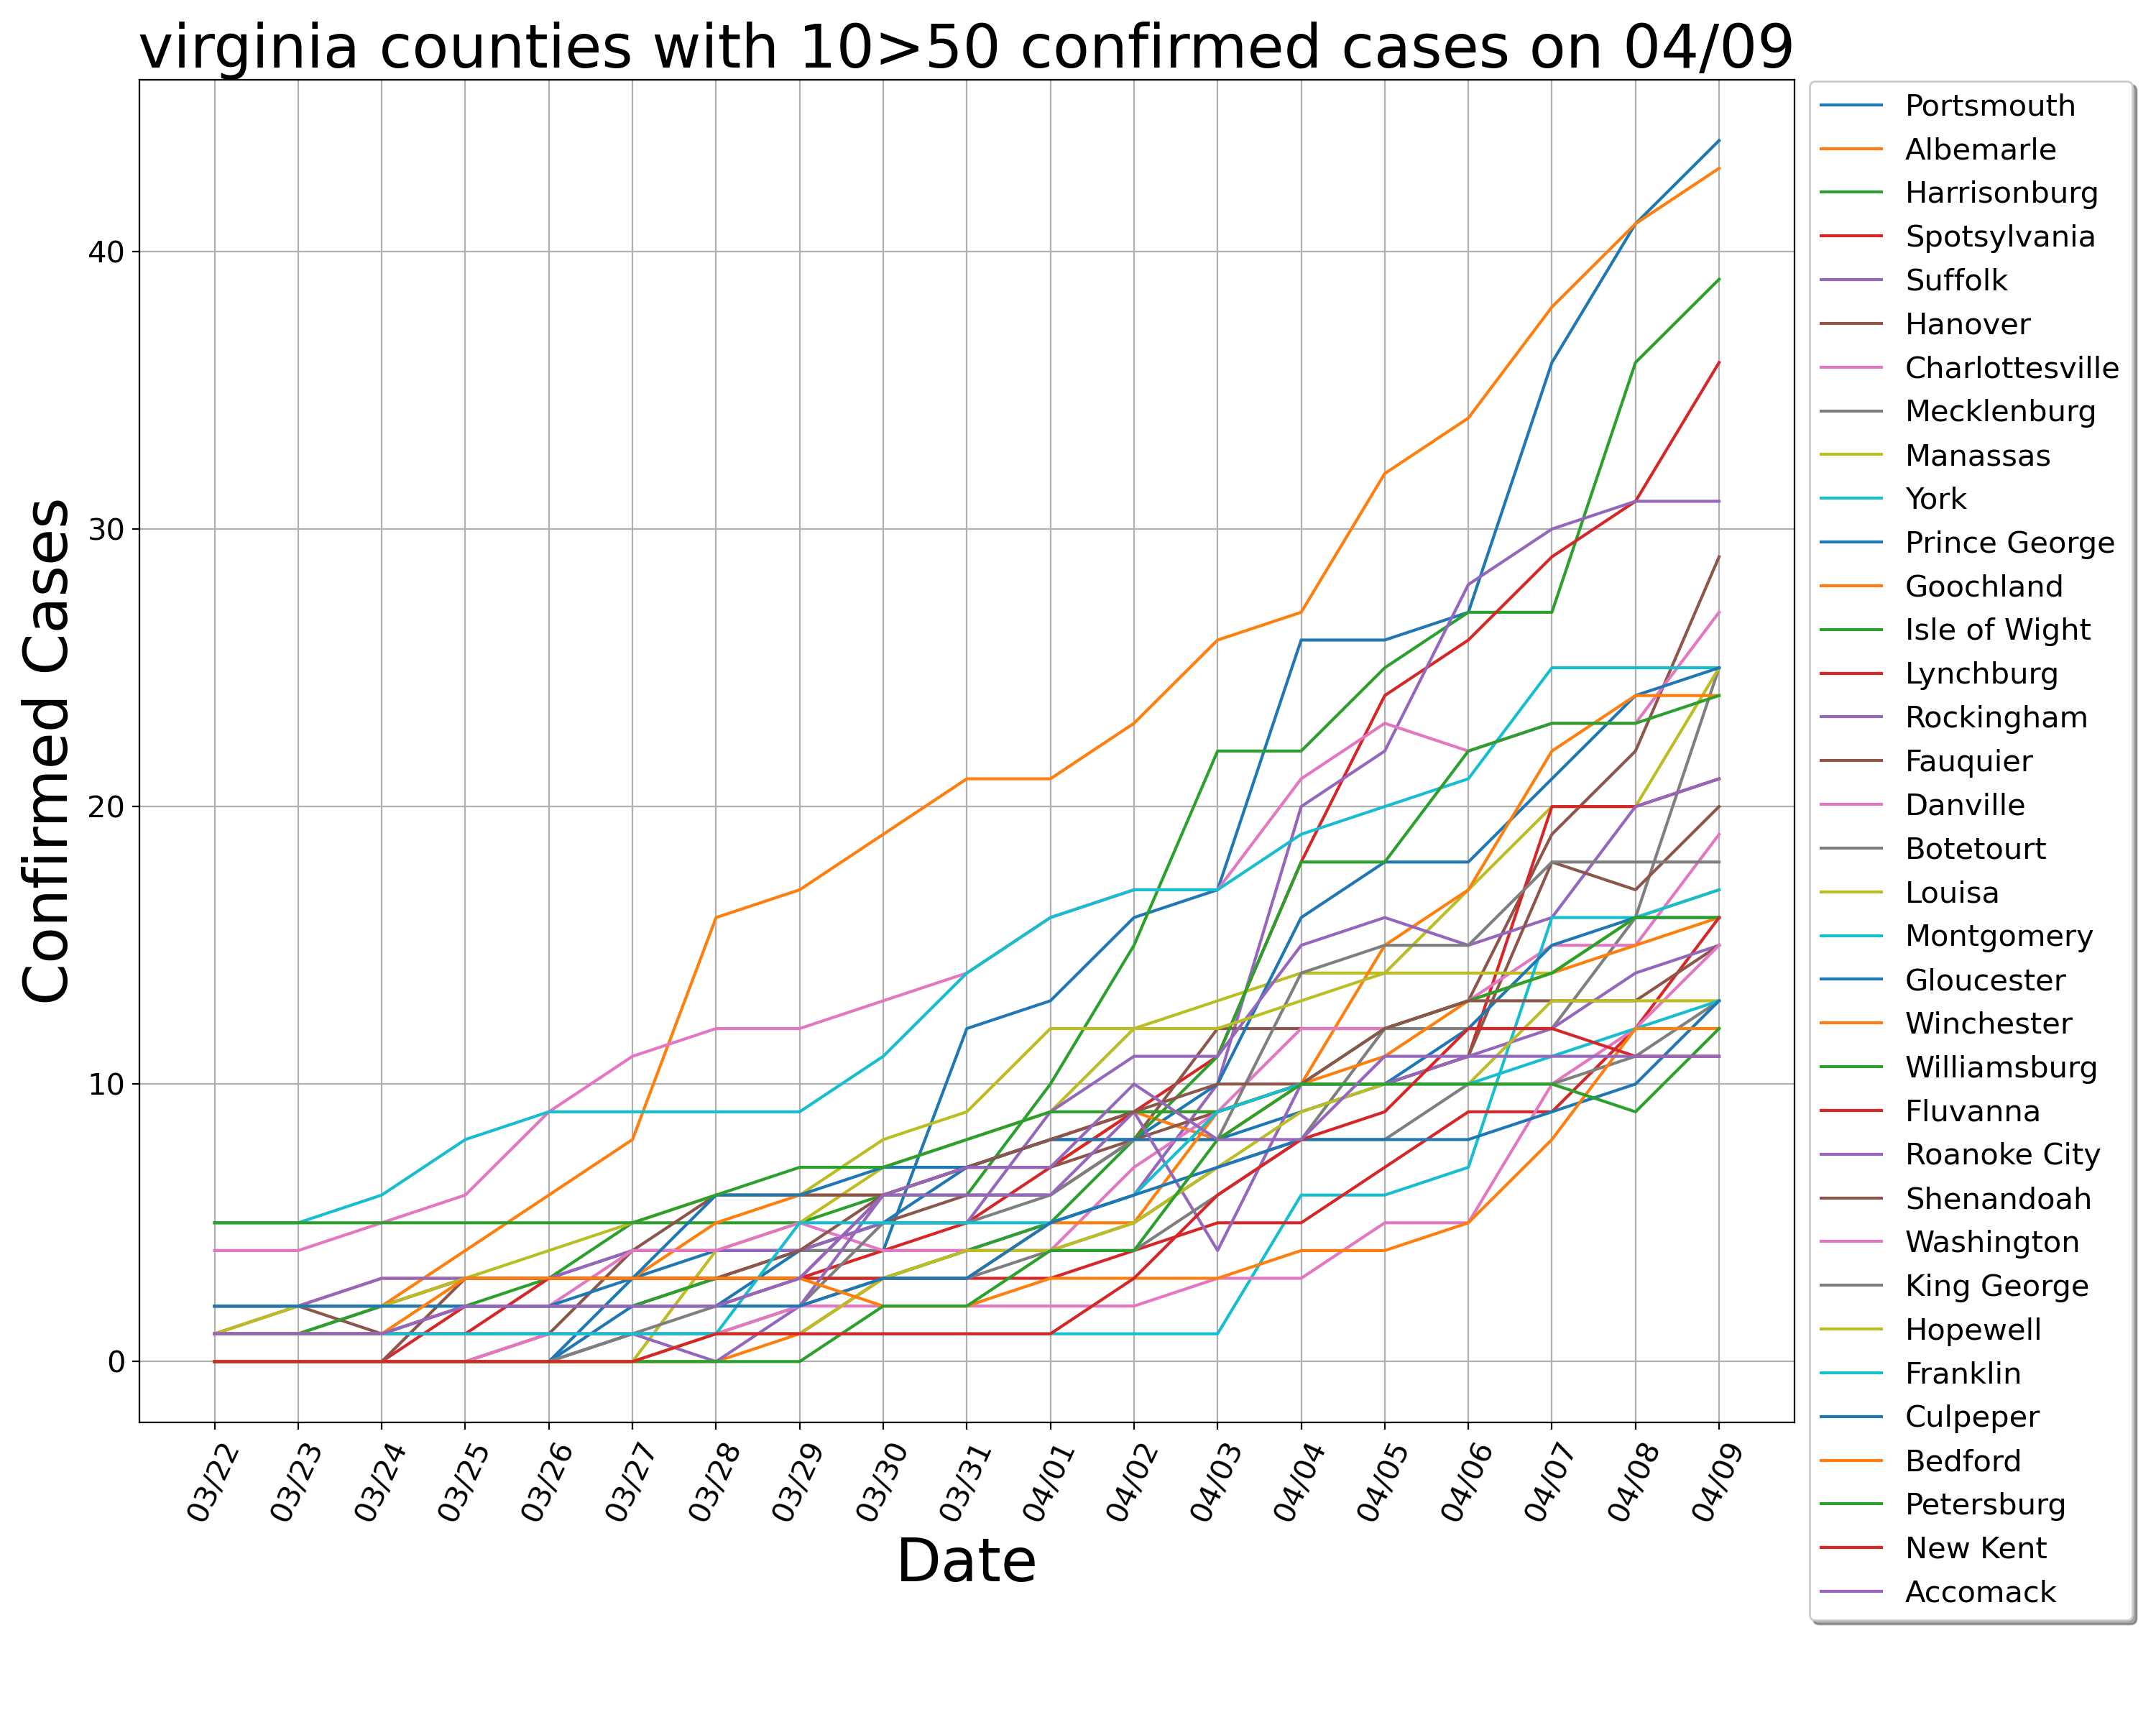 virginia counties with 10>50 confirmed cases on 04/09
Confirmed Cases
40
30
20
10
0
03/22
03/23
03/24
03/25
03/26
03/27
03/28
03/29
03/30
03/31
04/01
04/02
04/03
04/04
04/05
04/06
04/07
04/08
04/09
Date
Portsmouth
Albemarle
Harrisonburg
Spotsylvania
Suffolk
Hanover
Charlottesville
Mecklenburg
Manassas
York
Prince George
Goochland
Isle of Wight
Lynchburg
Rockingham
Fauquier
Danville
Botetourt
Louisa
Montgomery
Gloucester
Winchester
Williamsburg
Fluvanna
Roanoke City
Shenandoah
Washington
King George
Hopewell
Franklin
Culpeper
Bedford
Petersburg
New Kent
Accomack